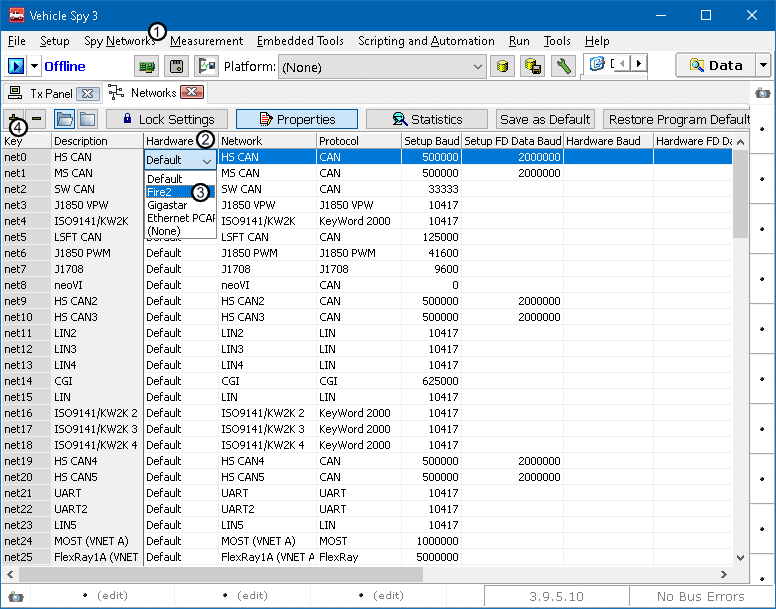 Vehicle Spy 3
File Setup Spy Networks ① Measurement Embedded Tools Scripting and Automation Run Tools Help
Offline Platform: (None) Data
Tx Panel Networks
Lock Settings Properties Statistics Save as Default Restore Program Default
④
Key Description Hardware ② Network Protocol Setup Baud Setup FD Data Baud Hardware Baud Hardware FD Da
net0 HS CAN Default HS CAN CAN 500000 2000000
net1 MS CAN Default MS CAN CAN 500000 2000000
net2 SW CAN Fire2 ③ SW CAN CAN 33333
net3 J1850 VPW Gigastar J1850 VPW J1850 VPW 10417
net4 ISO9141/KW2K Ethernet PCAP ISO9141/KW2K KeyWord 2000 10417
net5 LSFT CAN (None) LSFT CAN CAN 125000
net6 J1850 PWM Default J1850 PWM J1850 PWM 41600
net7 J1708 Default J1708 J1708 9600
net8 neoVI Default neoVI CAN 0
net9 HS CAN2 Default HS CAN2 CAN 500000 2000000
net10 HS CAN3 Default HS CAN3 CAN 500000 2000000
net11 LIN2 Default LIN2 LIN 10417
net12 LIN3 Default LIN3 LIN 10417
net13 LIN4 Default LIN4 LIN 10417
net14 CGI Default CGI CGI 625000
net15 LIN Default LIN LIN 10417
net16 ISO9141/KW2K 2 Default ISO9141/KW2K 2 KeyWord 2000 10417
net17 ISO9141/KW2K 3 Default ISO9141/KW2K 3 KeyWord 2000 10417
net18 ISO9141/KW2K 4 Default ISO9141/KW2K 4 KeyWord 2000 10417
net19 HS CAN4 Default HS CAN4 CAN 500000 2000000
net20 HS CAN5 Default HS CAN5 CAN 500000 2000000
net21 UART Default UART UART 10417
net22 UART2 Default UART2 UART 10417
net23 LIN5 Default LIN5 LIN 10417
net24 MOST (VNET A) Default MOST (VNET A) MOST 1000000
net25 FlexRay1A (VNET Default FlexRay1A (VNET A FlexRay 5000000
(edit) (edit) (edit) 3.9.5.10 No Bus Errors